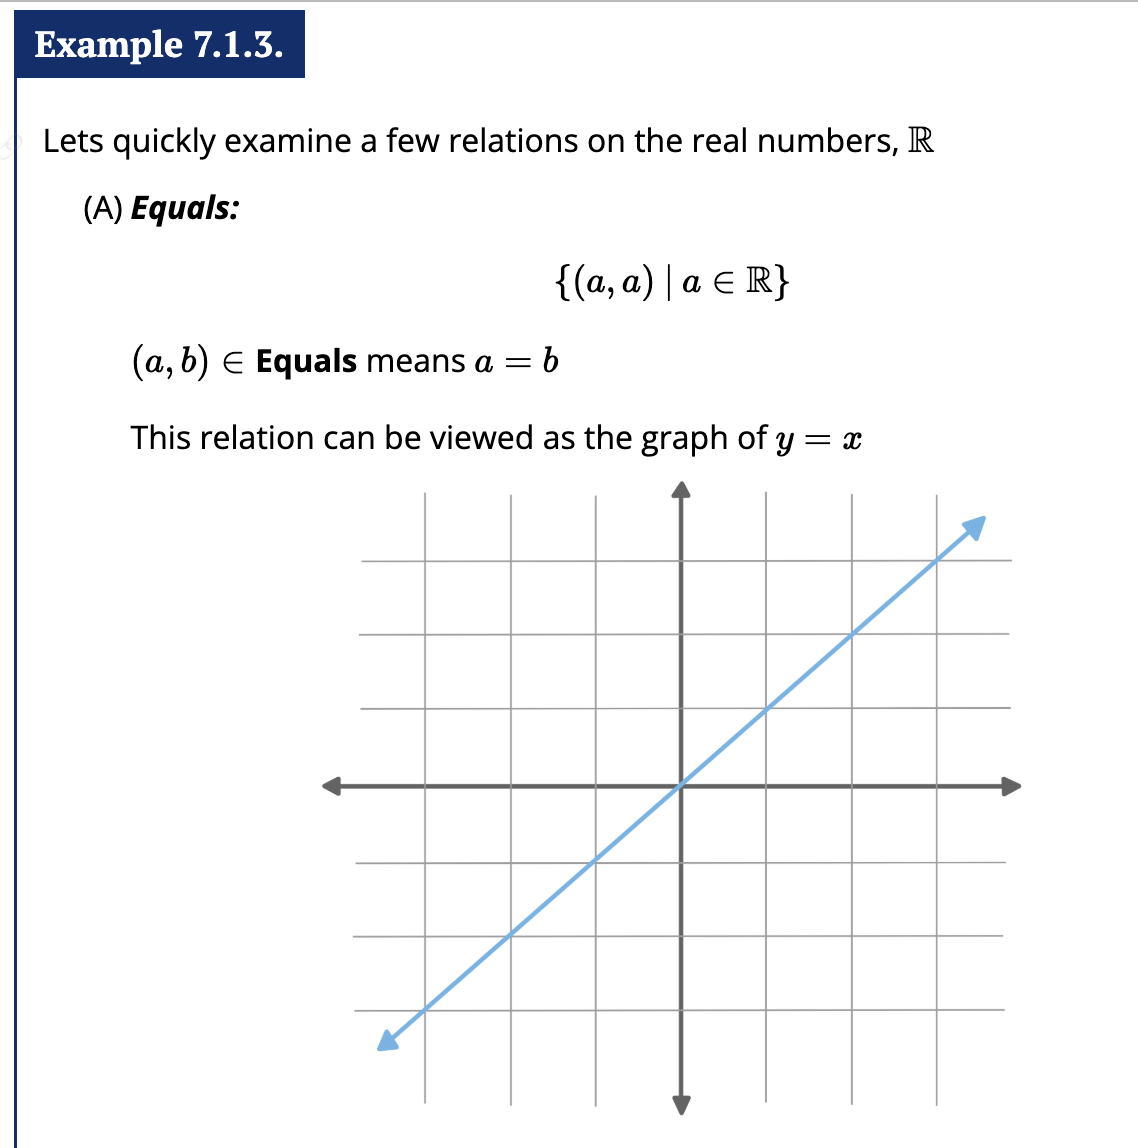 Example 7.1.3.
Lets quickly examine a few relations on the real numbers, ℝ
(A) Equals:
{(a, a) | a ∈ ℝ}
(a, b) ∈ Equals means a = b
This relation can be viewed as the graph of y = x